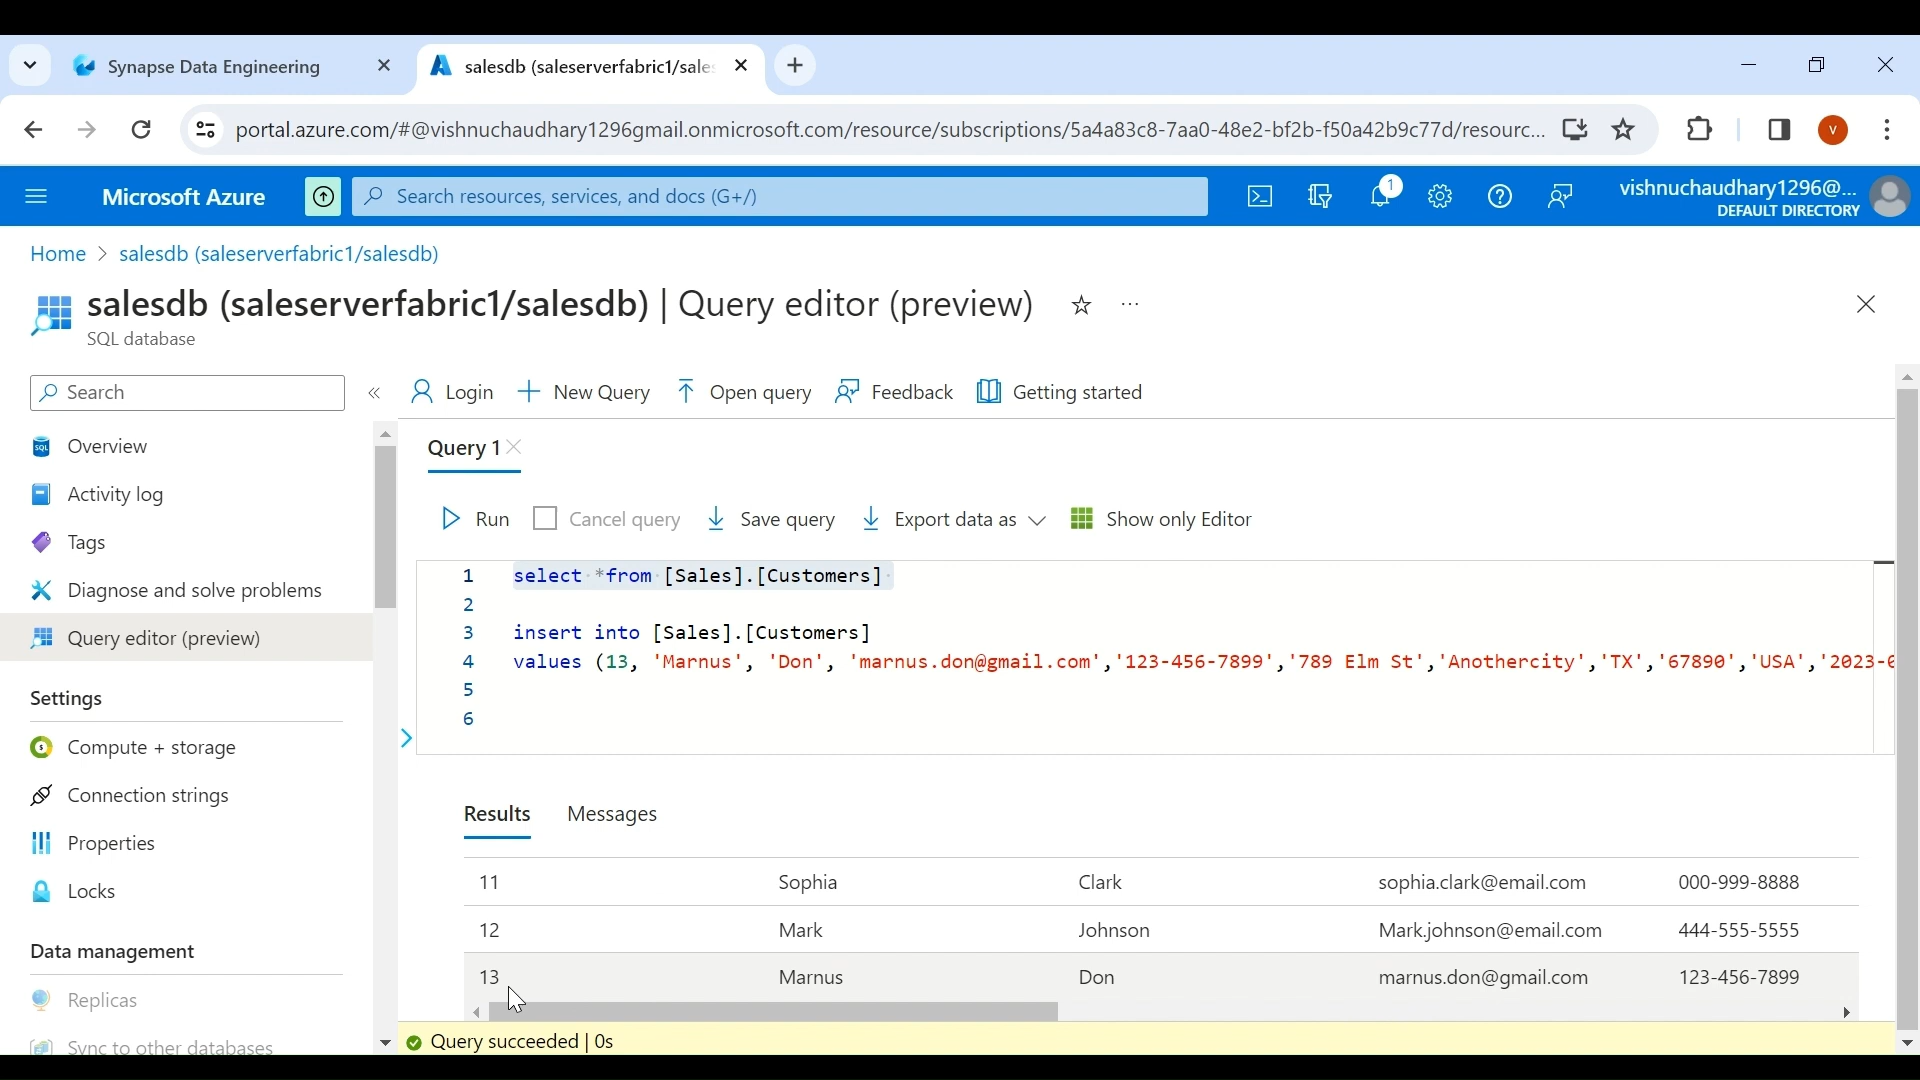 Synapse Data Engineering
salesdb (saleserverfabric1/sales
portal.azure.com/#@vishnuchaudhary1296gmail.onmicrosoft.com/resource/subscriptions/5a4a83c8-7aa0-48e2-bf2b-f50a42b9c77d/resourc...
V
Microsoft Azure
Search resources, services, and docs (G+/)
1
vishnuchaudhary1296@...
DEFAULT DIRECTORY
Home > salesdb (saleserverfabric1/salesdb)
salesdb (saleserverfabric1/salesdb) | Query editor (preview)
SQL database
Search
Login
New Query
Open query
Feedback
Getting started
Overview
Activity log
Tags
Diagnose and solve problems
Query editor (preview)
Settings
Compute + storage
Connection strings
Properties
Locks
Data management
Replicas
Sync to other databases
Query 1
Run
Cancel query
Save query
Export data as
Show only Editor
1 select *from [Sales].[Customers]
2
3 insert into [Sales].[Customers]
4 values (13, 'Marnus', 'Don', 'marnus.don@gmail.com','123-456-7899','789 Elm St','Anothercity','TX','67890','USA','2023-0
5
6
Results
Messages
11 Sophia Clark sophia.clark@email.com 000-999-8888
12 Mark Johnson Mark.johnson@email.com 444-555-5555
13 Marnus Don marnus.don@gmail.com 123-456-7899
Query succeeded | 0s